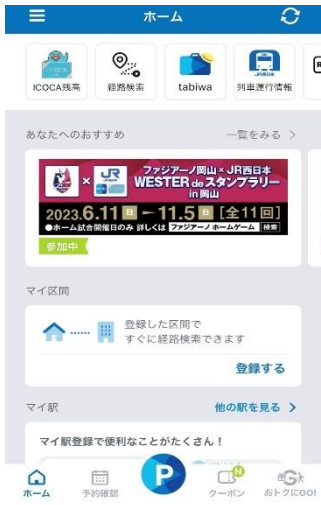 ホーム
ICOCA
ICOCA残高
経路検索
tabiwa
列車運行情報
あなたへのおすすめ
一覧をみる >
ファジアーノ岡山×JR西日本
× JR WESTER de スタンプラリー
in 岡山
2023.6.11日-11.5日[全11回]
●ホーム試合開催日のみ 詳しくは ファジアーノ ホームゲーム 検索
参加中
マイ区間
登録した区間で
すぐに経路検索できます
登録する
マイ駅
他の駅を見る >
マイ駅登録で便利なことがたくさん!
P
N
ホーム
予約確認
クーポン
おトクにGO!